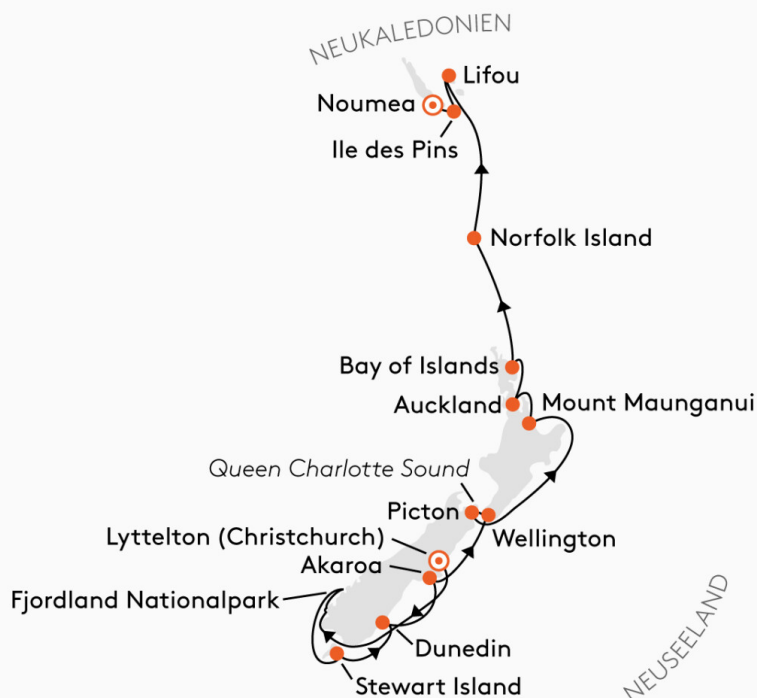 NEUKALEDONIEN
Lifou
Noumea
Ile des Pins
Norfolk Island
Bay of Islands
Auckland
Mount Maunganui
Queen Charlotte Sound
Picton
Wellington
Lyttelton (Christchurch)
Akaroa
Fjordland Nationalpark
Dunedin
Stewart Island
NEUSEELAND